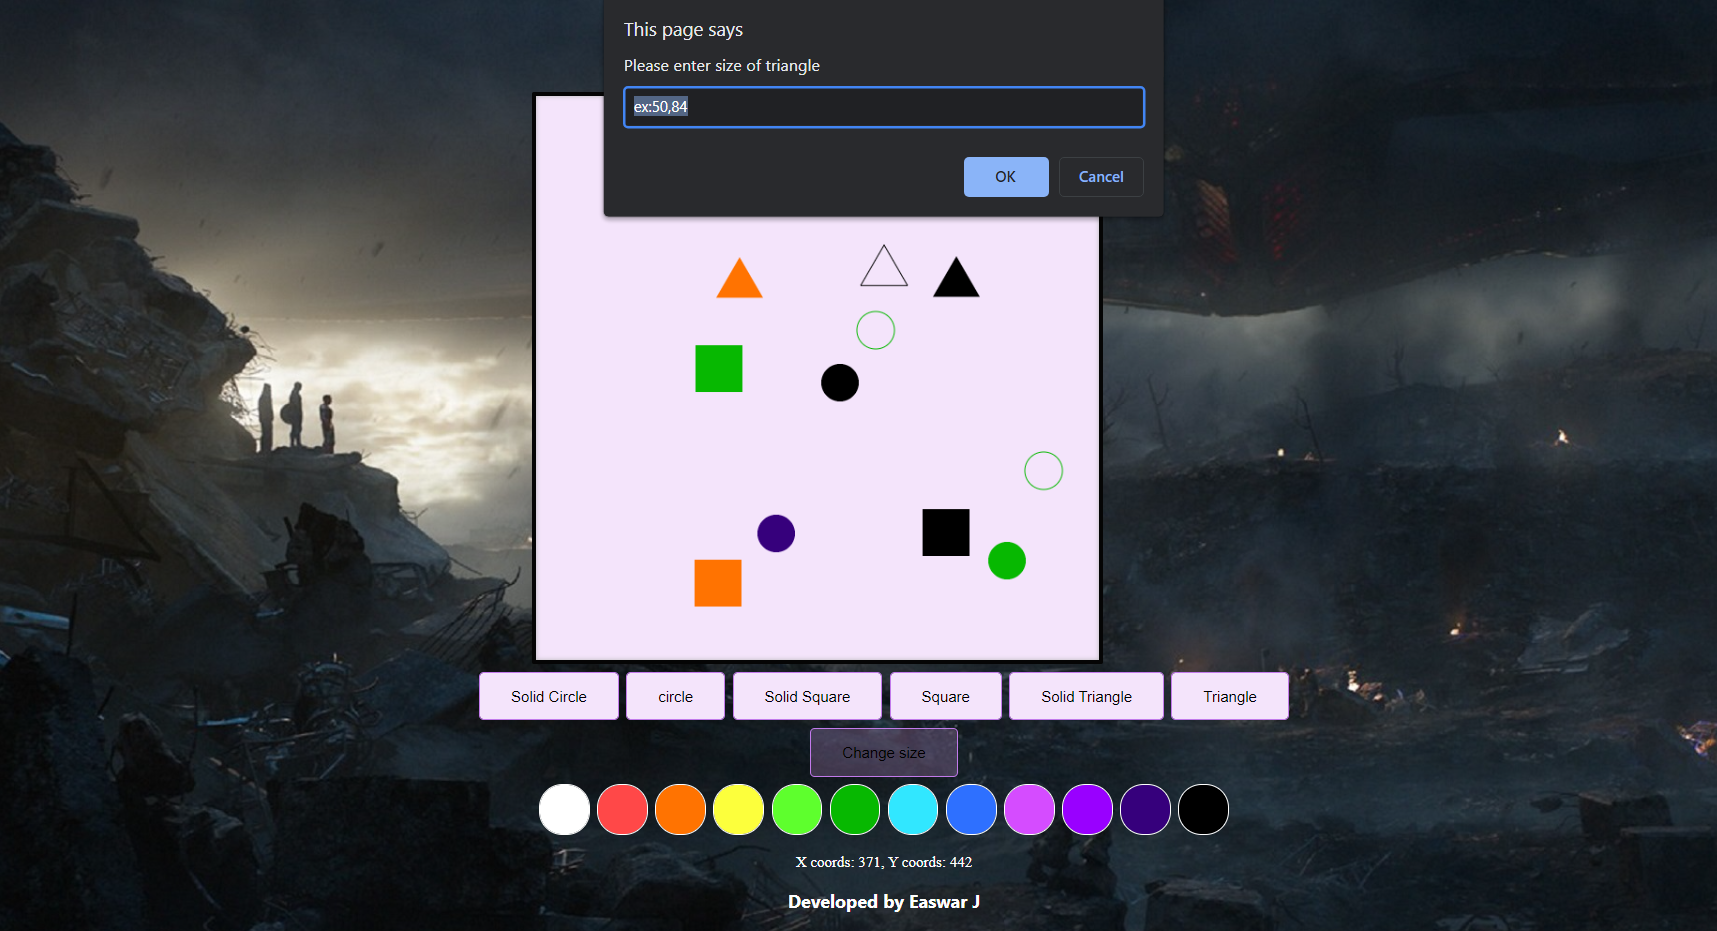 This page says
Please enter size of triangle
ex:50,84
OK
Cancel
Solid Circle
circle
Solid Square
Square
Solid Triangle
Triangle
Change size
X coords: 371, Y coords: 442
Developed by Easwar J